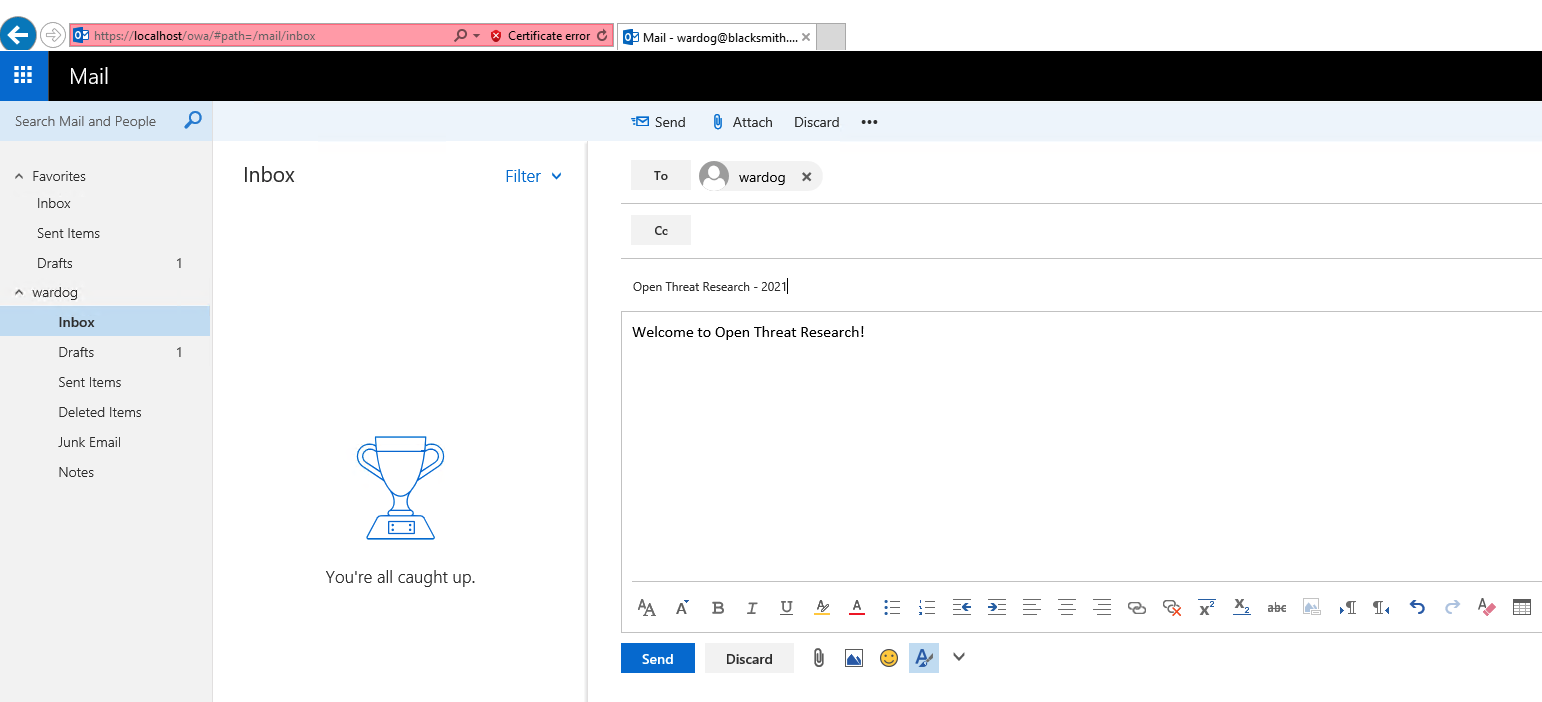 https://localhost/owa/#path=/mail/inbox
Certificate error
Mail - wardog@blacksmith....
Mail
Search Mail and People
Send
Attach
Discard
•••
Favorites
Inbox
Sent Items
Drafts 1
wardog
Inbox
Drafts 1
Sent Items
Deleted Items
Junk Email
Notes
Inbox
Filter
You're all caught up.
To
wardog
Cc
Open Threat Research - 2021
Welcome to Open Threat Research!
Send
Discard